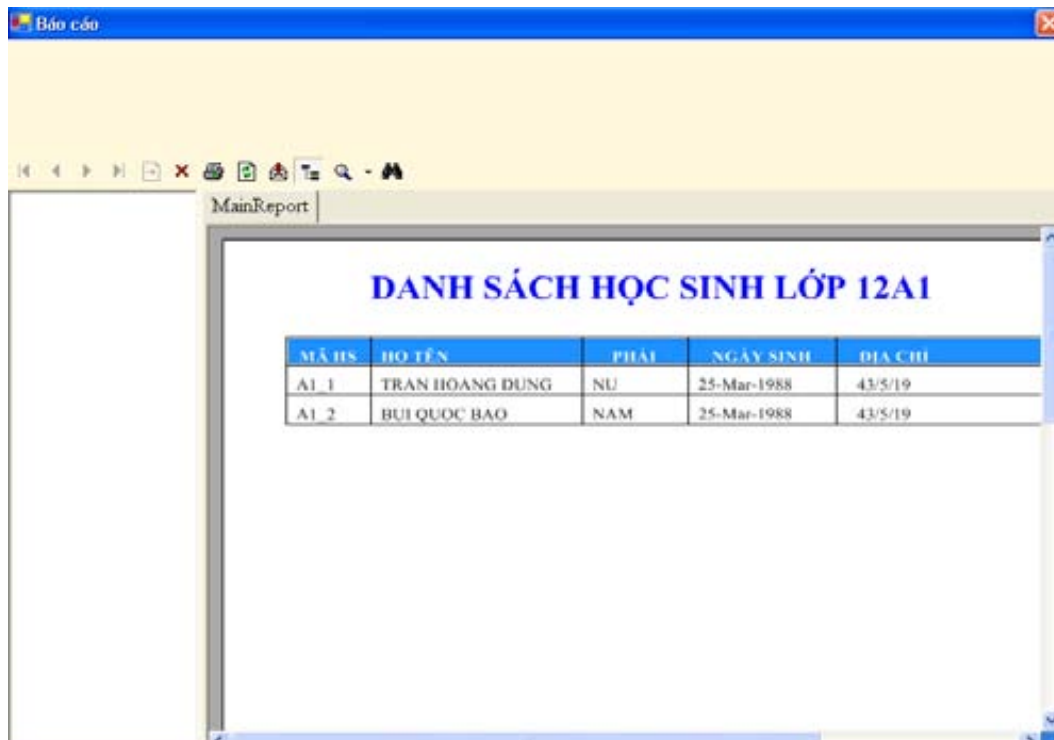 Báo cáo
MainReport
DANH SÁCH HỌC SINH LỚP 12A1
MÃ HS HỌ TÊN PHÁI NGÀY SINH ĐỊA CHỈ
A1_1 TRAN HOANG DUNG NU 25-Mar-1988 43/5/19
A1_2 BUI QUOC BAO NAM 25-Mar-1988 43/5/19